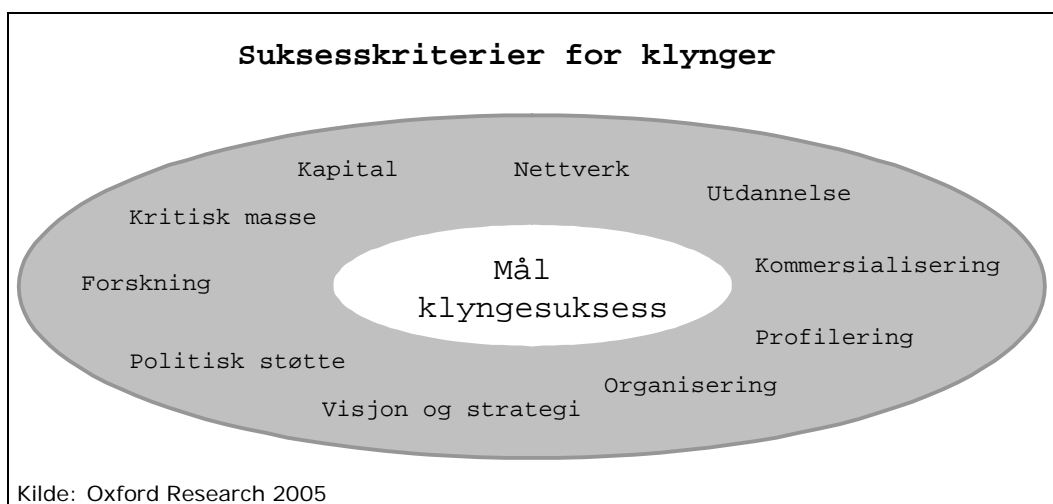 Suksesskriterier for klynger
Kapital
Nettverk
Utdannelse
Kritisk masse
Kommersialisering
Mål
klyngesuksess
Forskning
Profilering
Politisk støtte
Organisering
Visjon og strategi
Kilde: Oxford Research 2005